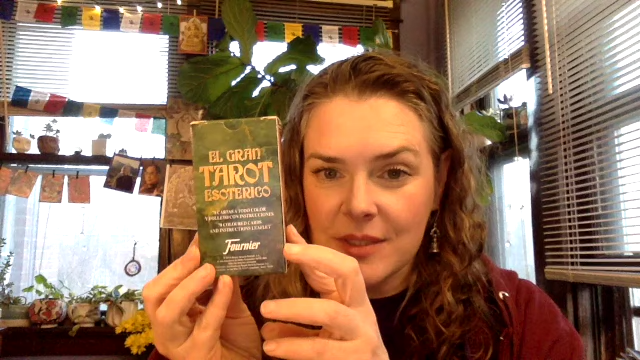 EL GRAN
TAROT
ESOTERICO
78 CARTAS A TODO COLOR
Y FOLLETO CON INSTRUCCIONES
78 COLOURED CARDS
AND INSTRUCTIONS LEAFLET
Fournier